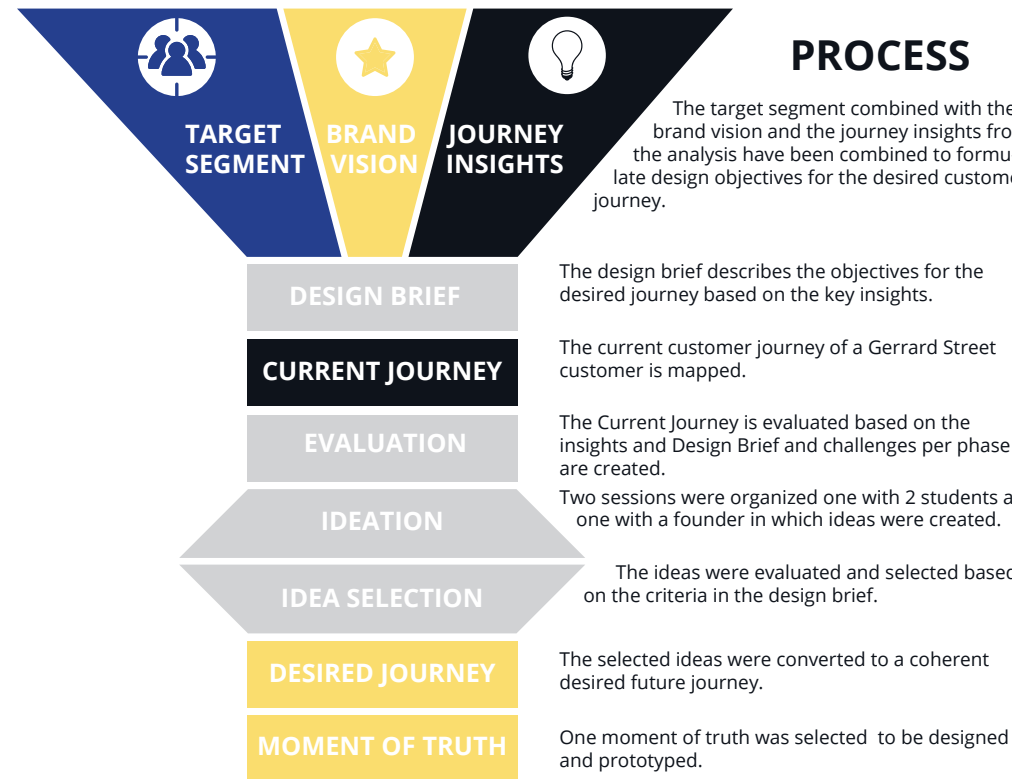 PROCESS
TARGET
SEGMENT
BRAND
VISION
JOURNEY
INSIGHTS
The target segment combined with the
brand vision and the journey insights
the analysis have been combined to formu-
late design objectives for the desired
journey.
DESIGN BRIEF
The design brief describes the objectives for the
desired journey based on the key insights.
CURRENT JOURNEY
The current customer journey of a Gerrard Street
customer is mapped.
EVALUATION
The Current Journey is evaluated based on the
insights and Design Brief and challenges per phase
are created.
IDEATION
Two sessions were organized one with 2 students
one with a founder in which ideas were created.
IDEA SELECTION
The ideas were evaluated and selected based
on the criteria in the design brief.
DESIRED JOURNEY
The selected ideas were converted to a coherent
desired future journey.
MOMENT OF TRUTH
One moment of truth was selected to be designed
and prototyped.